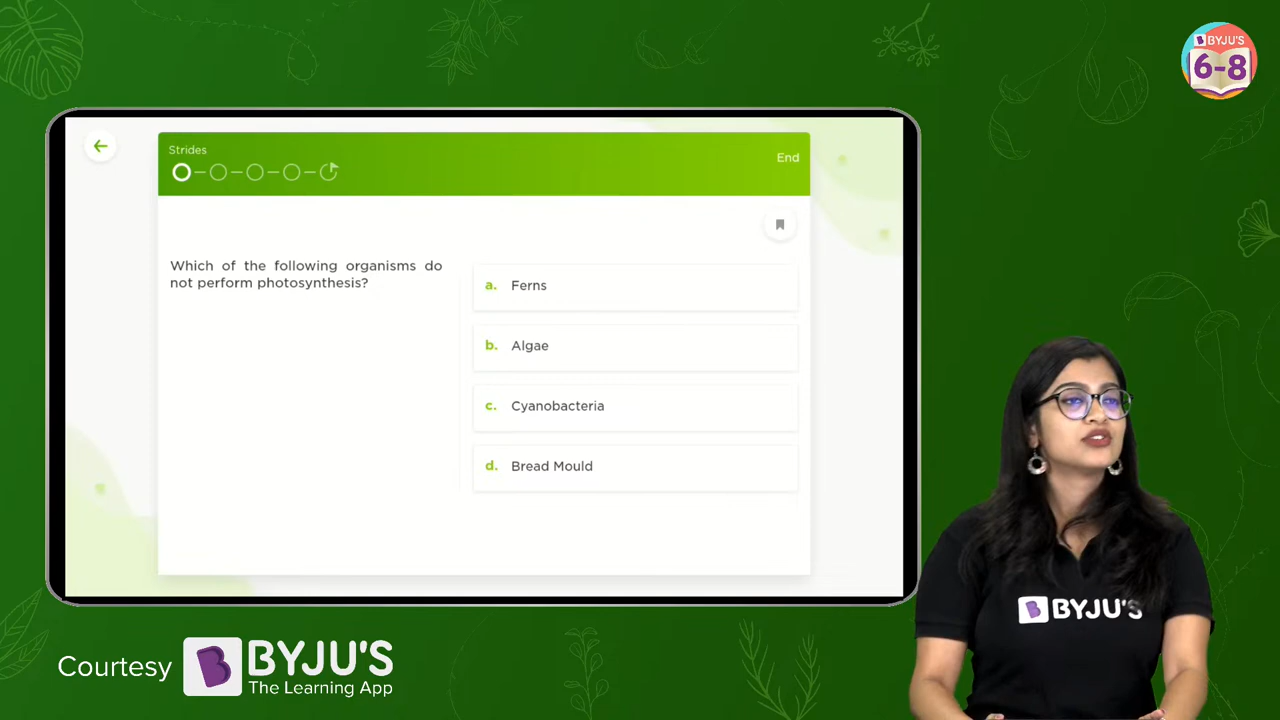 BYJU'S
6-8
Strides
End
Which of the following organisms do
not perform photosynthesis?
a. Ferns
b. Algae
c. Cyanobacteria
d. Bread Mould
BYJU'S
Courtesy BYJU'S
The Learning App